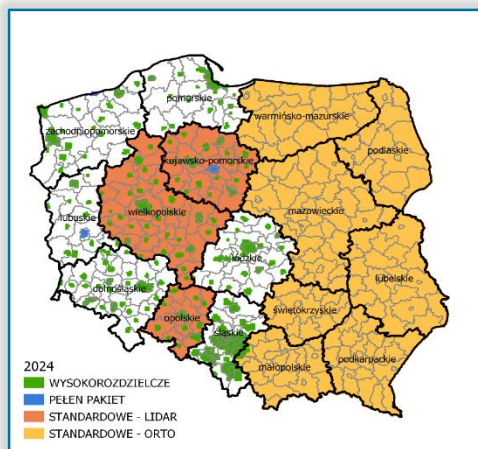 pomorskie
warmińsko-mazurskie
zachodniopomorskie
podlaskie
kujawsko-pomorskie
mazowieckie
wielkopolskie
lubuskie
łódzkie
lubelskie
dolnośląskie
świętokrzyskie
opolskie
śląskie
podkarpackie
małopolskie
2024
WYSOKOROZDZIELCZE
PEŁEN PAKIET
STANDARDOWE - LIDAR
STANDARDOWE - ORTO